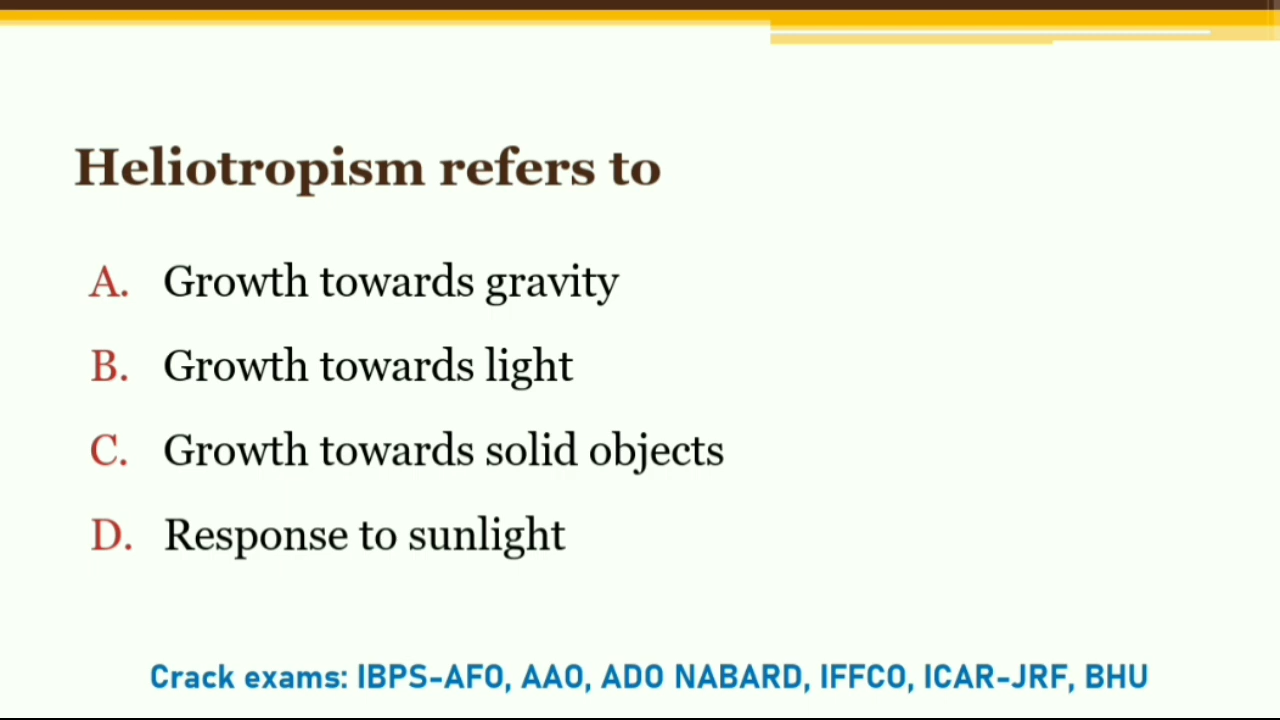 Heliotropism refers to
A. Growth towards gravity
B. Growth towards light
C. Growth towards solid objects
D. Response to sunlight
Crack exams: IBPS-AFO, AAO, ADO NABARD, IFFCO, ICAR-JRF, BHU